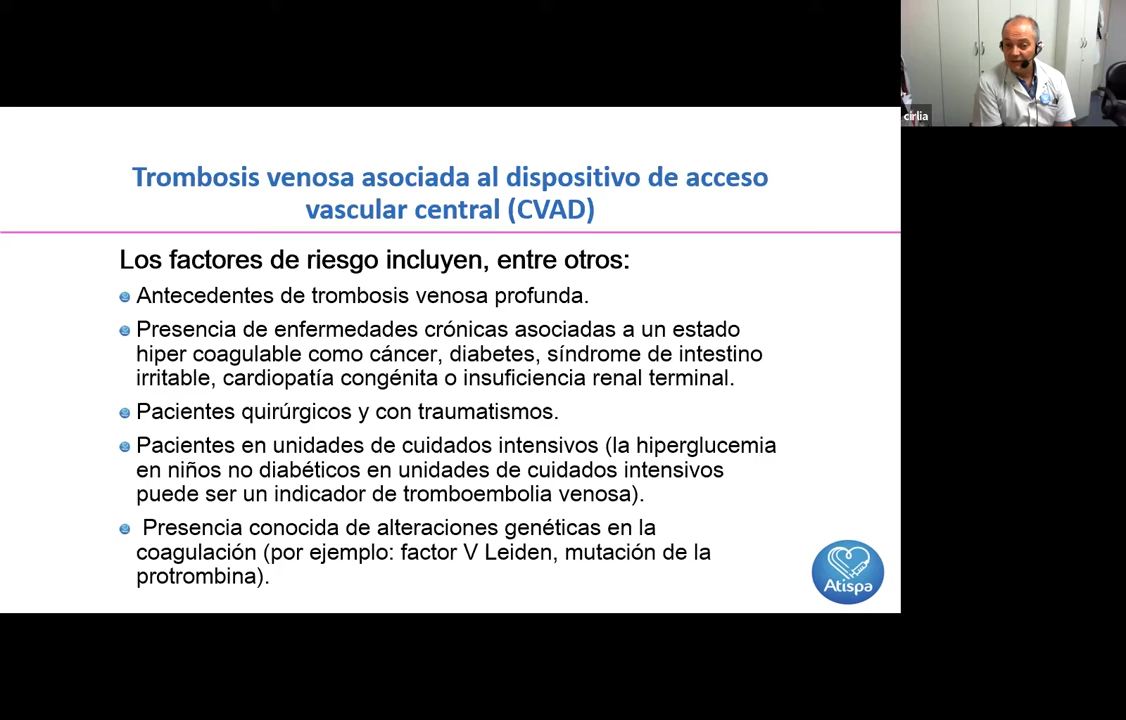 cirlia
Trombosis venosa asociada al dispositivo de acceso
vascular central (CVAD)
Los factores de riesgo incluyen, entre otros:
Antecedentes de trombosis venosa profunda.
Presencia de enfermedades crónicas asociadas a un estado
hiper coagulable como cáncer, diabetes, síndrome de intestino
irritable, cardiopatía congénita o insuficiencia renal terminal.
Pacientes quirúrgicos y con traumatismos.
Pacientes en unidades de cuidados intensivos (la hiperglucemia
en niños no diabéticos en unidades de cuidados intensivos
puede ser un indicador de tromboembolia venosa).
Presencia conocida de alteraciones genéticas en la
coagulación (por ejemplo: factor V Leiden, mutación de la
protrombina).
Atispa